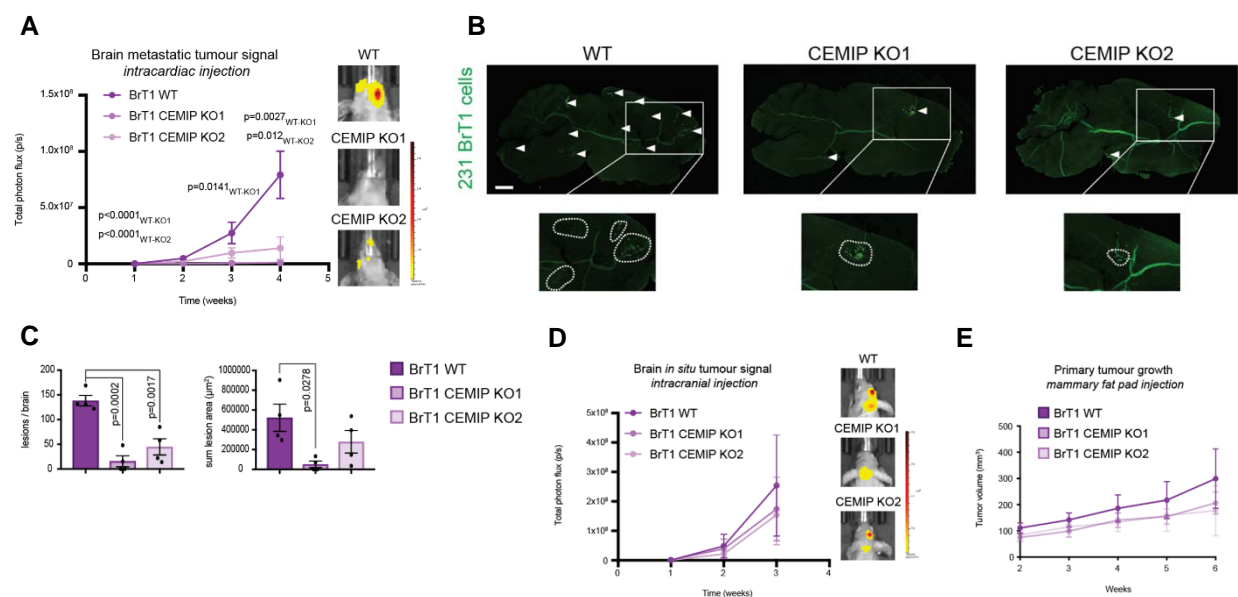 A
Brain metastatic tumour signal
intracardiac injection
BrT1 WT
BrT1 CEMIP KO1
BrT1 CEMIP KO2
1.5x10⁸
1.0x10⁸
5.0x10⁷
0
Total photon flux (p/s)
p<0.0001WT-KO1
p<0.0001WT-KO2
p=0.0141WT-KO1
p=0.0027WT-KO1
p=0.012WT-KO2
0 1 2 3 4 5
Time (weeks)
WT
CEMIP KO1
CEMIP KO2
B
WT CEMIP KO1 CEMIP KO2
231 BrT1 cells
C
lesions / brain
200
150
100
50
0
p=0.0002
p=0.0017
sum lesion area (µm²)
1000000
800000
600000
400000
200000
0
p=0.0278
BrT1 WT
BrT1 CEMIP KO1
BrT1 CEMIP KO2
D
Brain in situ tumour signal
intracranial injection
BrT1 WT
BrT1 CEMIP KO1
BrT1 CEMIP KO2
5x10⁸
4x10⁸
3x10⁸
2x10⁸
1x10⁸
0
Total photon flux (p/s)
0 1 2 3 4
Time (weeks)
WT
CEMIP KO1
CEMIP KO2
E
Primary tumour growth
mammary fat pad injection
BrT1 WT
BrT1 CEMIP KO1
BrT1 CEMIP KO2
500
400
300
200
100
0
Tumor volume (mm³)
2 3 4 5 6
Weeks